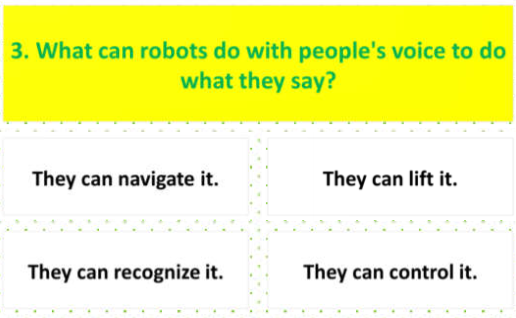 3. What can robots do with people's voice to do
what they say?
They can navigate it.
They can lift it.
They can recognize it.
They can control it.